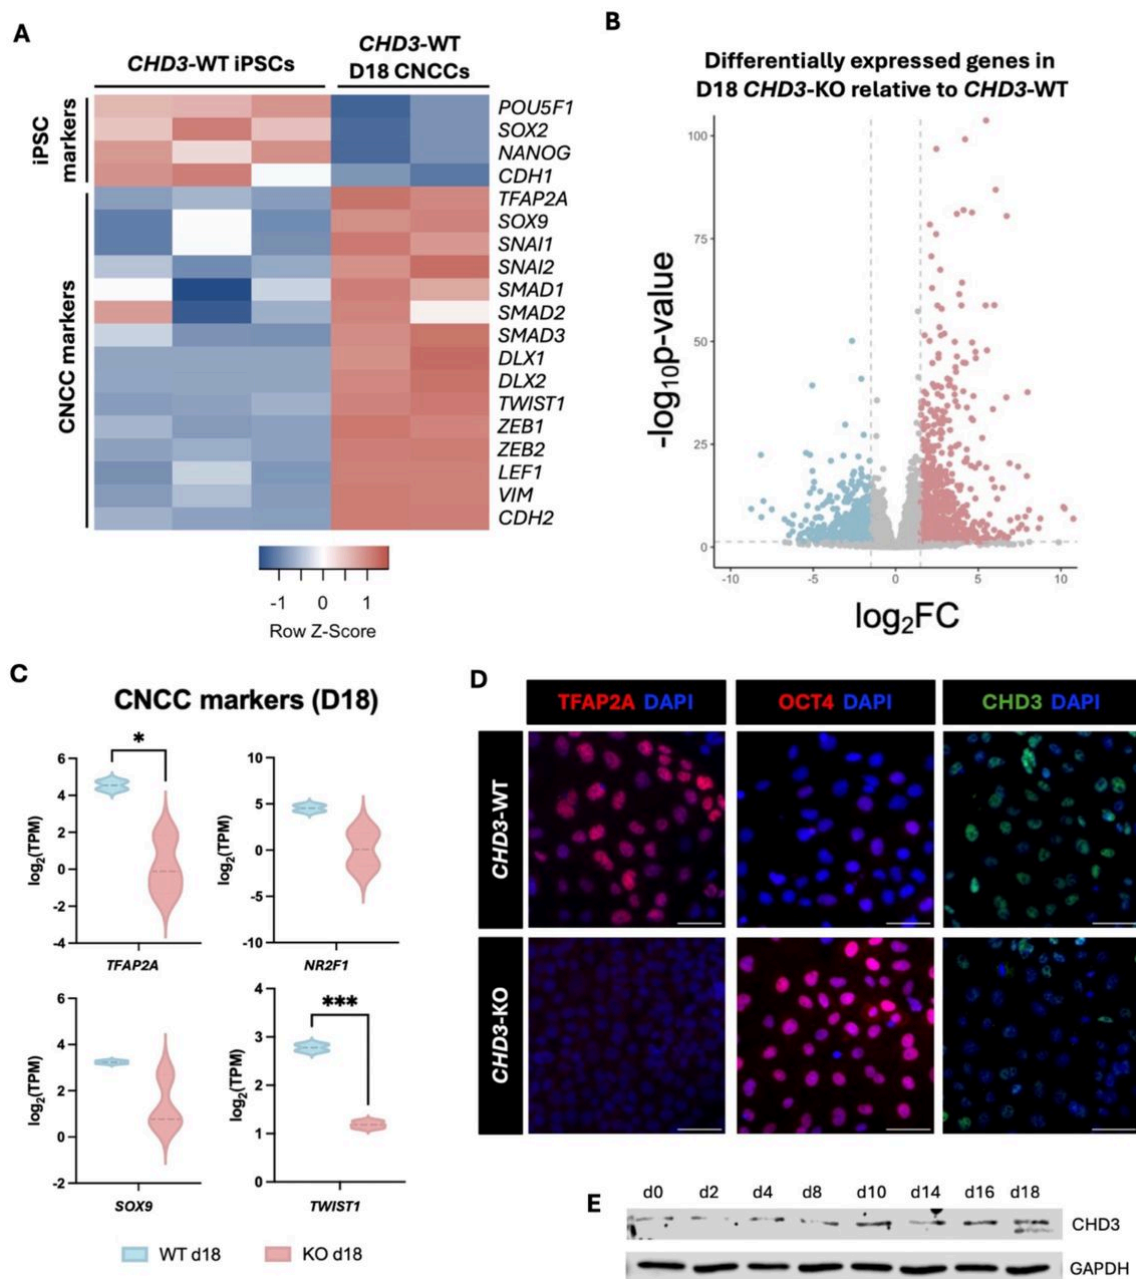 A
CHD3-WT iPSCs
CHD3-WT
D18 CNCCs
iPSC
markers
POU5F1
SOX2
NANOG
CDH1
CNCC markers
TFAP2A
SOX9
SNAI1
SNAI2
SMAD1
SMAD2
SMAD3
DLX1
DLX2
TWIST1
ZEB1
ZEB2
LEF1
VIM
CDH2
-1 0 1
Row Z-Score
B
Differentially expressed genes in
D18 CHD3-KO relative to CHD3-WT
-log10p-value
100
75
50
25
0
-10 -5 0 5 10
log2FC
C
CNCC markers (D18)
*
log2(TPM)
6
4
2
0
-2
-4
TFAP2A
log2(TPM)
10
5
0
-5
-10
NR2F1
log2(TPM)
6
4
2
0
-2
SOX9
***
log2(TPM)
4
3
2
1
0
TWIST1
WT d18 KO d18
D
TFAP2A DAPI
OCT4 DAPI
CHD3 DAPI
CHD3-WT
CHD3-KO
E
d0 d2 d4 d8 d10 d14 d16 d18
CHD3
GAPDH